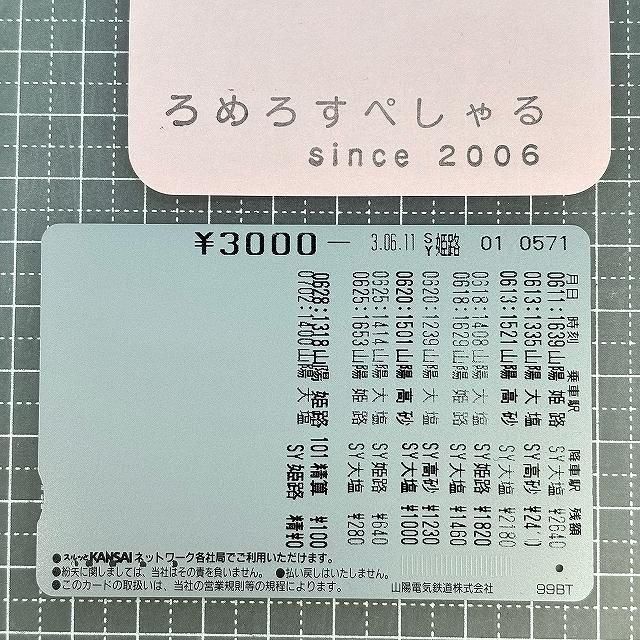 ろめろすぺしゃる
since 2006
¥3000− 3.06.11 SY姫路 01 0571
月日 時刻 乗車駅 降車駅 残額
0611:1639山陽 姫路 SY大塩 ¥2640
0613:1335山陽 大塩 SY高砂
0613:1521山陽 高砂 SY大塩 ¥2180
0618:1408山陽 大塩 SY姫路 ¥1820
0618:1629山陽 姫路 SY大塩 ¥1460
0620:1239山陽 大塩 SY高砂 ¥1230
0620:1501山陽 高砂 SY大塩 ¥1000
0625:1414山陽 大塩 SY姫路 ¥640
0625:1653山陽 姫路 SY大塩 ¥280
0628:1318山陽 姫路 101精算 ¥100
0702:1400山陽 大塩 SY姫路 精¥0
●スルッとKANSAIネットワーク各社局でご利用いただけます。
●紛失に関しましては、当社はその責を負いません。 ●払い戻しはいたしません。
●このカードの取扱いは、当社の営業規則等の規程によります。 山陽電気鉄道株式会社 99BT